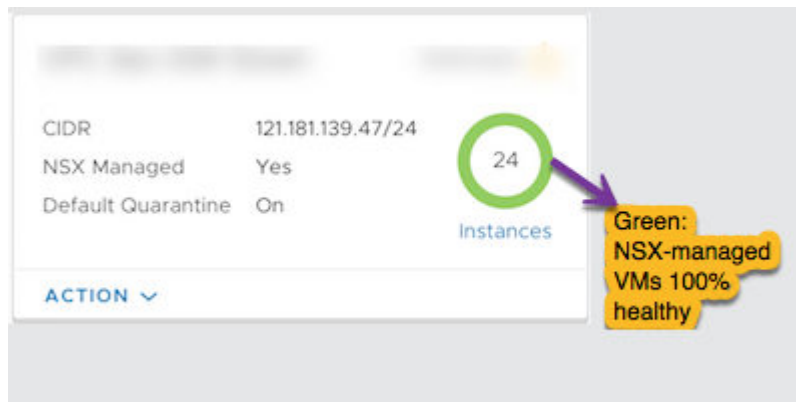 CIDR 121.181.139.47/24
NSX Managed Yes
Default Quarantine On
24
Instances
ACTION
Green:
NSX-managed
VMs 100%
healthy